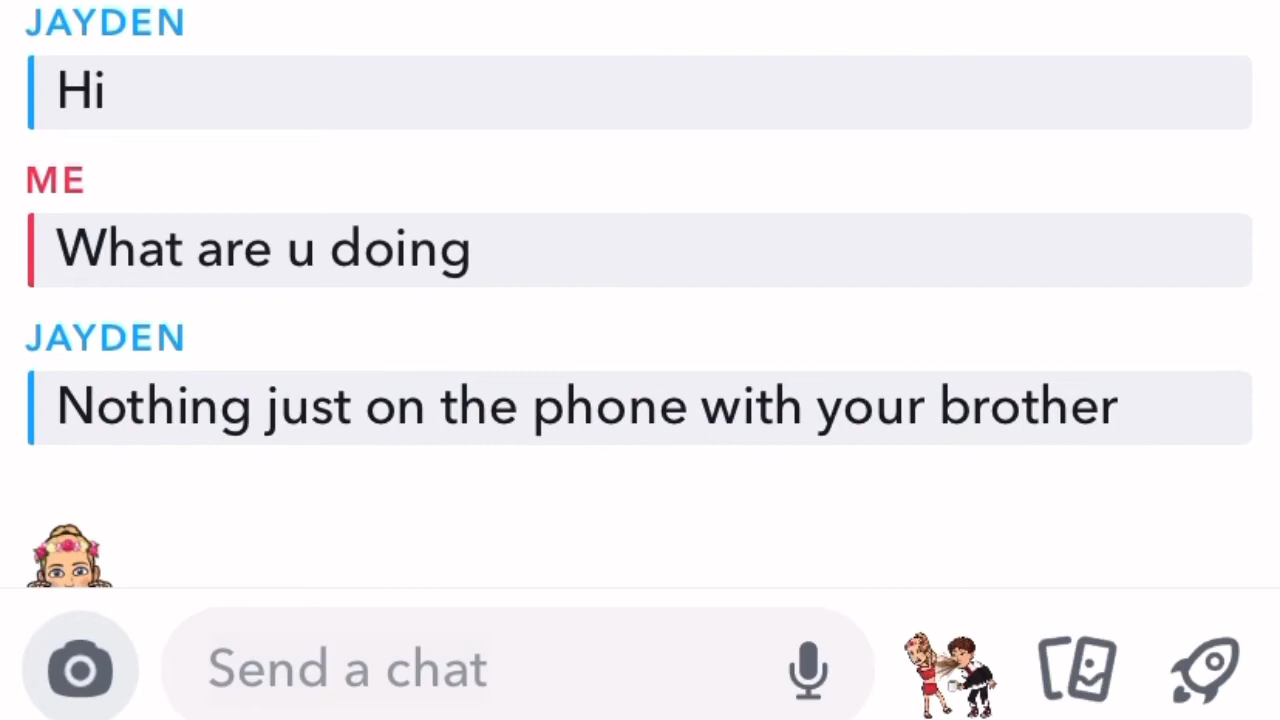 JAYDEN
Hi
ME
What are u doing
JAYDEN
Nothing just on the phone with your brother
Send a chat